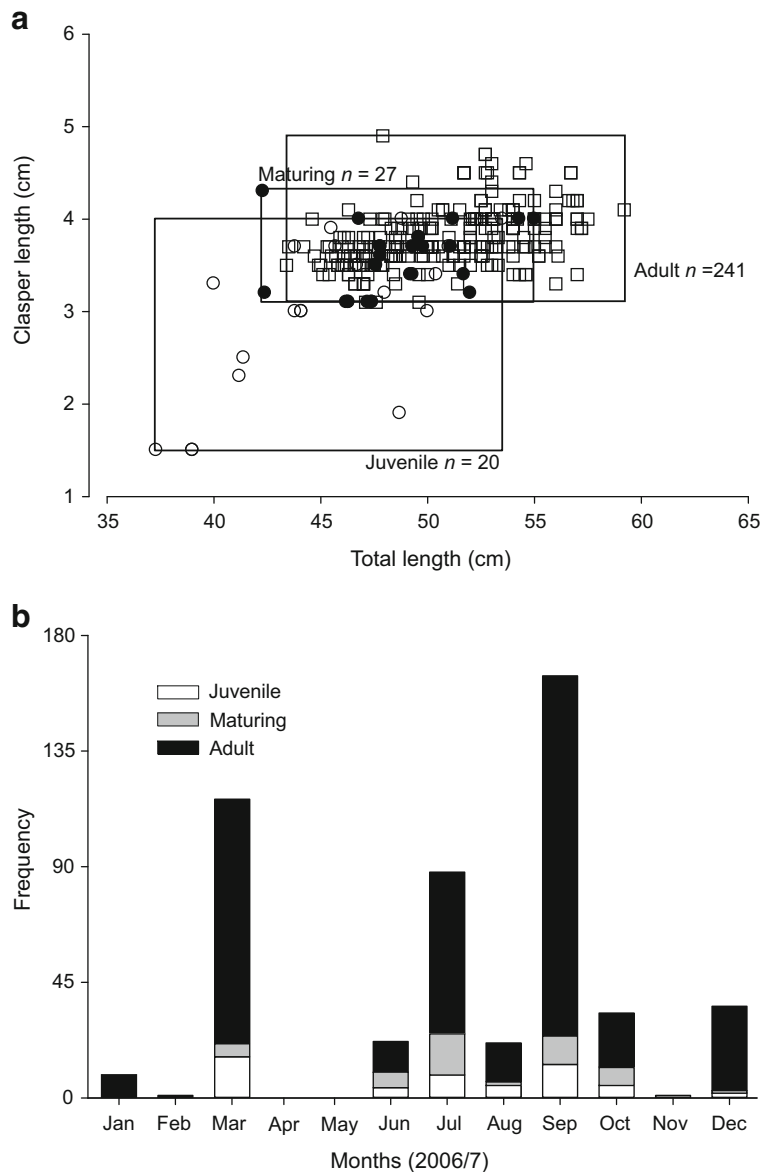 a
6
5
4
3
2
1
Clasper length (cm)
Maturing n = 27
Adult n =241
Juvenile n = 20
35 40 45 50 55 60 65
Total length (cm)
b
180
135
90
45
0
Frequency
Juvenile
Maturing
Adult
Jan Feb Mar Apr May Jun Jul Aug Sep Oct Nov Dec
Months (2006/7)